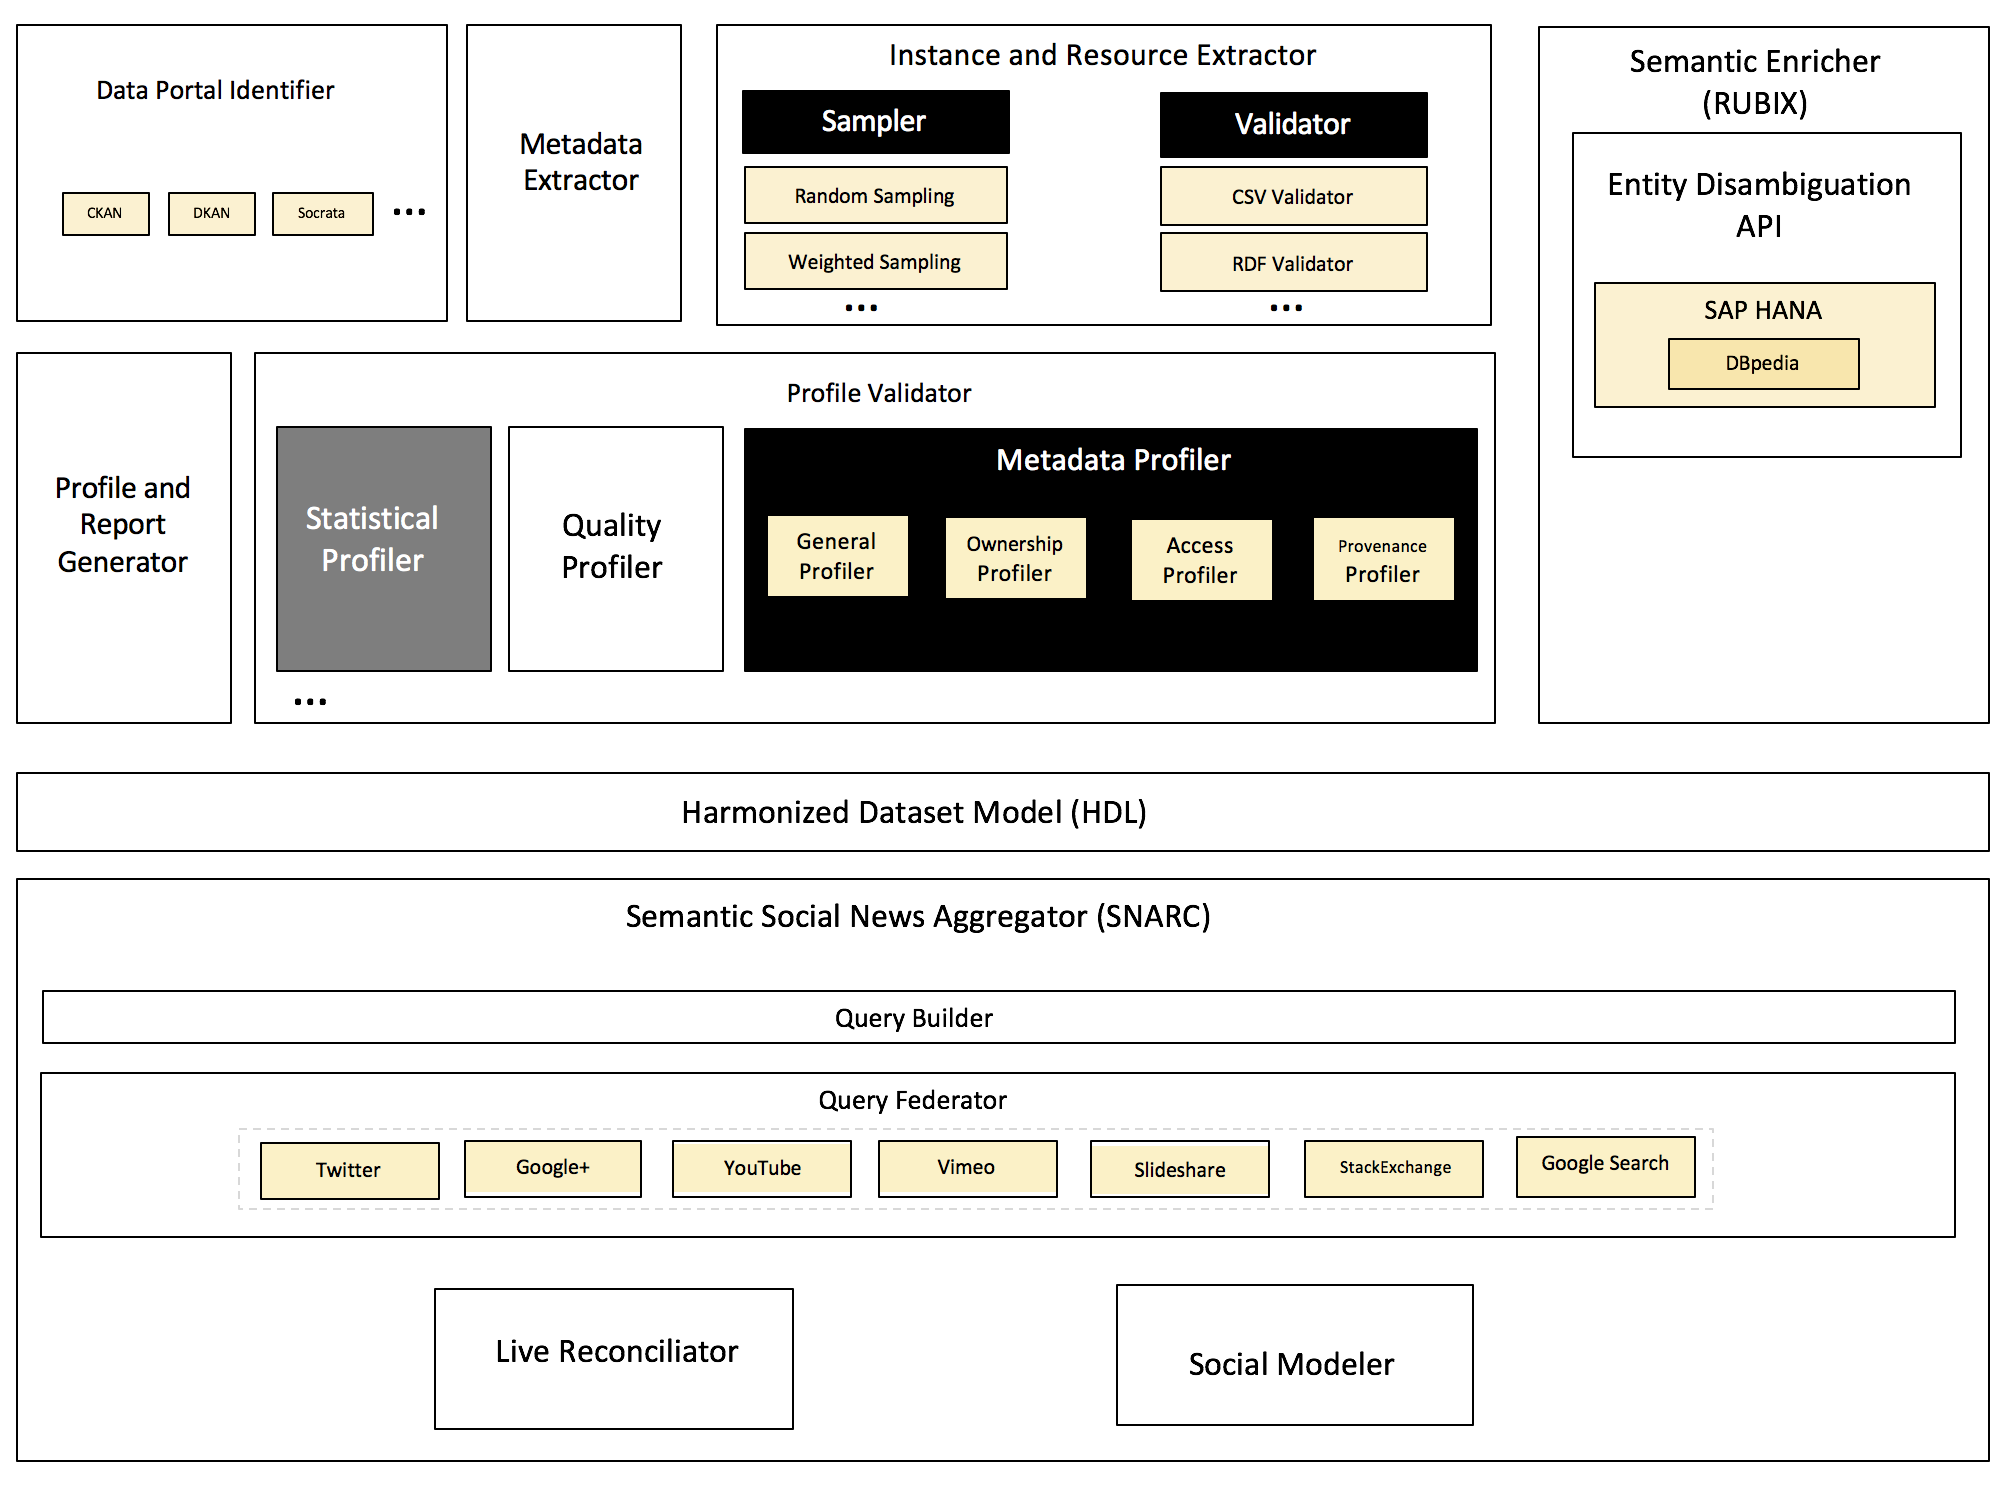 Data Portal Identifier
CKAN
DKAN
Socrata
...
Metadada
Extractor
Instance and Resource Extractor
Sampler
Random Sampling
Weighted Sampling
...
Validator
CSV Validator
RDF Validator
...
Semantic Enricher
(RUBIX)
Entity Disambiguation
API
SAP HANA
DBpedia
Profile and
Report
Generator
Profile Validator
Statistical
Profiler
Quality
Profiler
Metadata Profiler
General
Profiler
Ownership
Profiler
Access
Profiler
Provenance
Profiler
...
Harmonized Dataset Model (HDL)
Semantic Social News Aggregator (SNARC)
Query Builder
Query Federator
Twitter
Google+
YouTube
Vimeo
Slideshare
StackExchange
Google Search
Live Reconciliator
Social Modeler